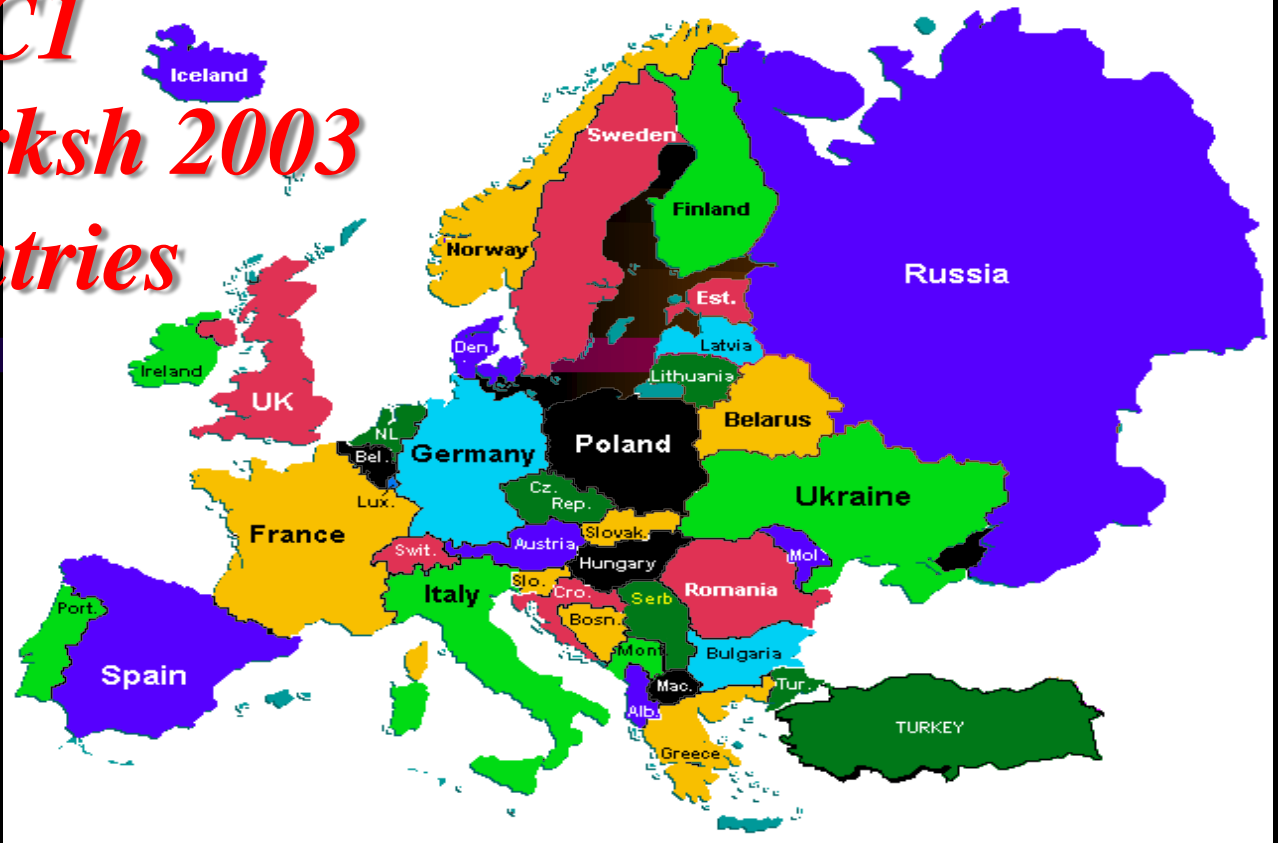 CI
rksh 2003
ntries
Iceland
Sweden
Finland
Norway
Russia
Est.
Den.
Latvia
Ireland
Lithuania
UK
Belarus
NL
Bel.
Germany
Poland
Cz.
Rep.
Lux.
Ukraine
France
Slovak.
Austria
Swit.
Hungary
Mol.
Slo.
Cro.
Italy
Serb
Romania
Port.
Bosn.
Mont
Bulgaria
Spain
Mac.
Tur.
Alb.
TURKEY
Greece